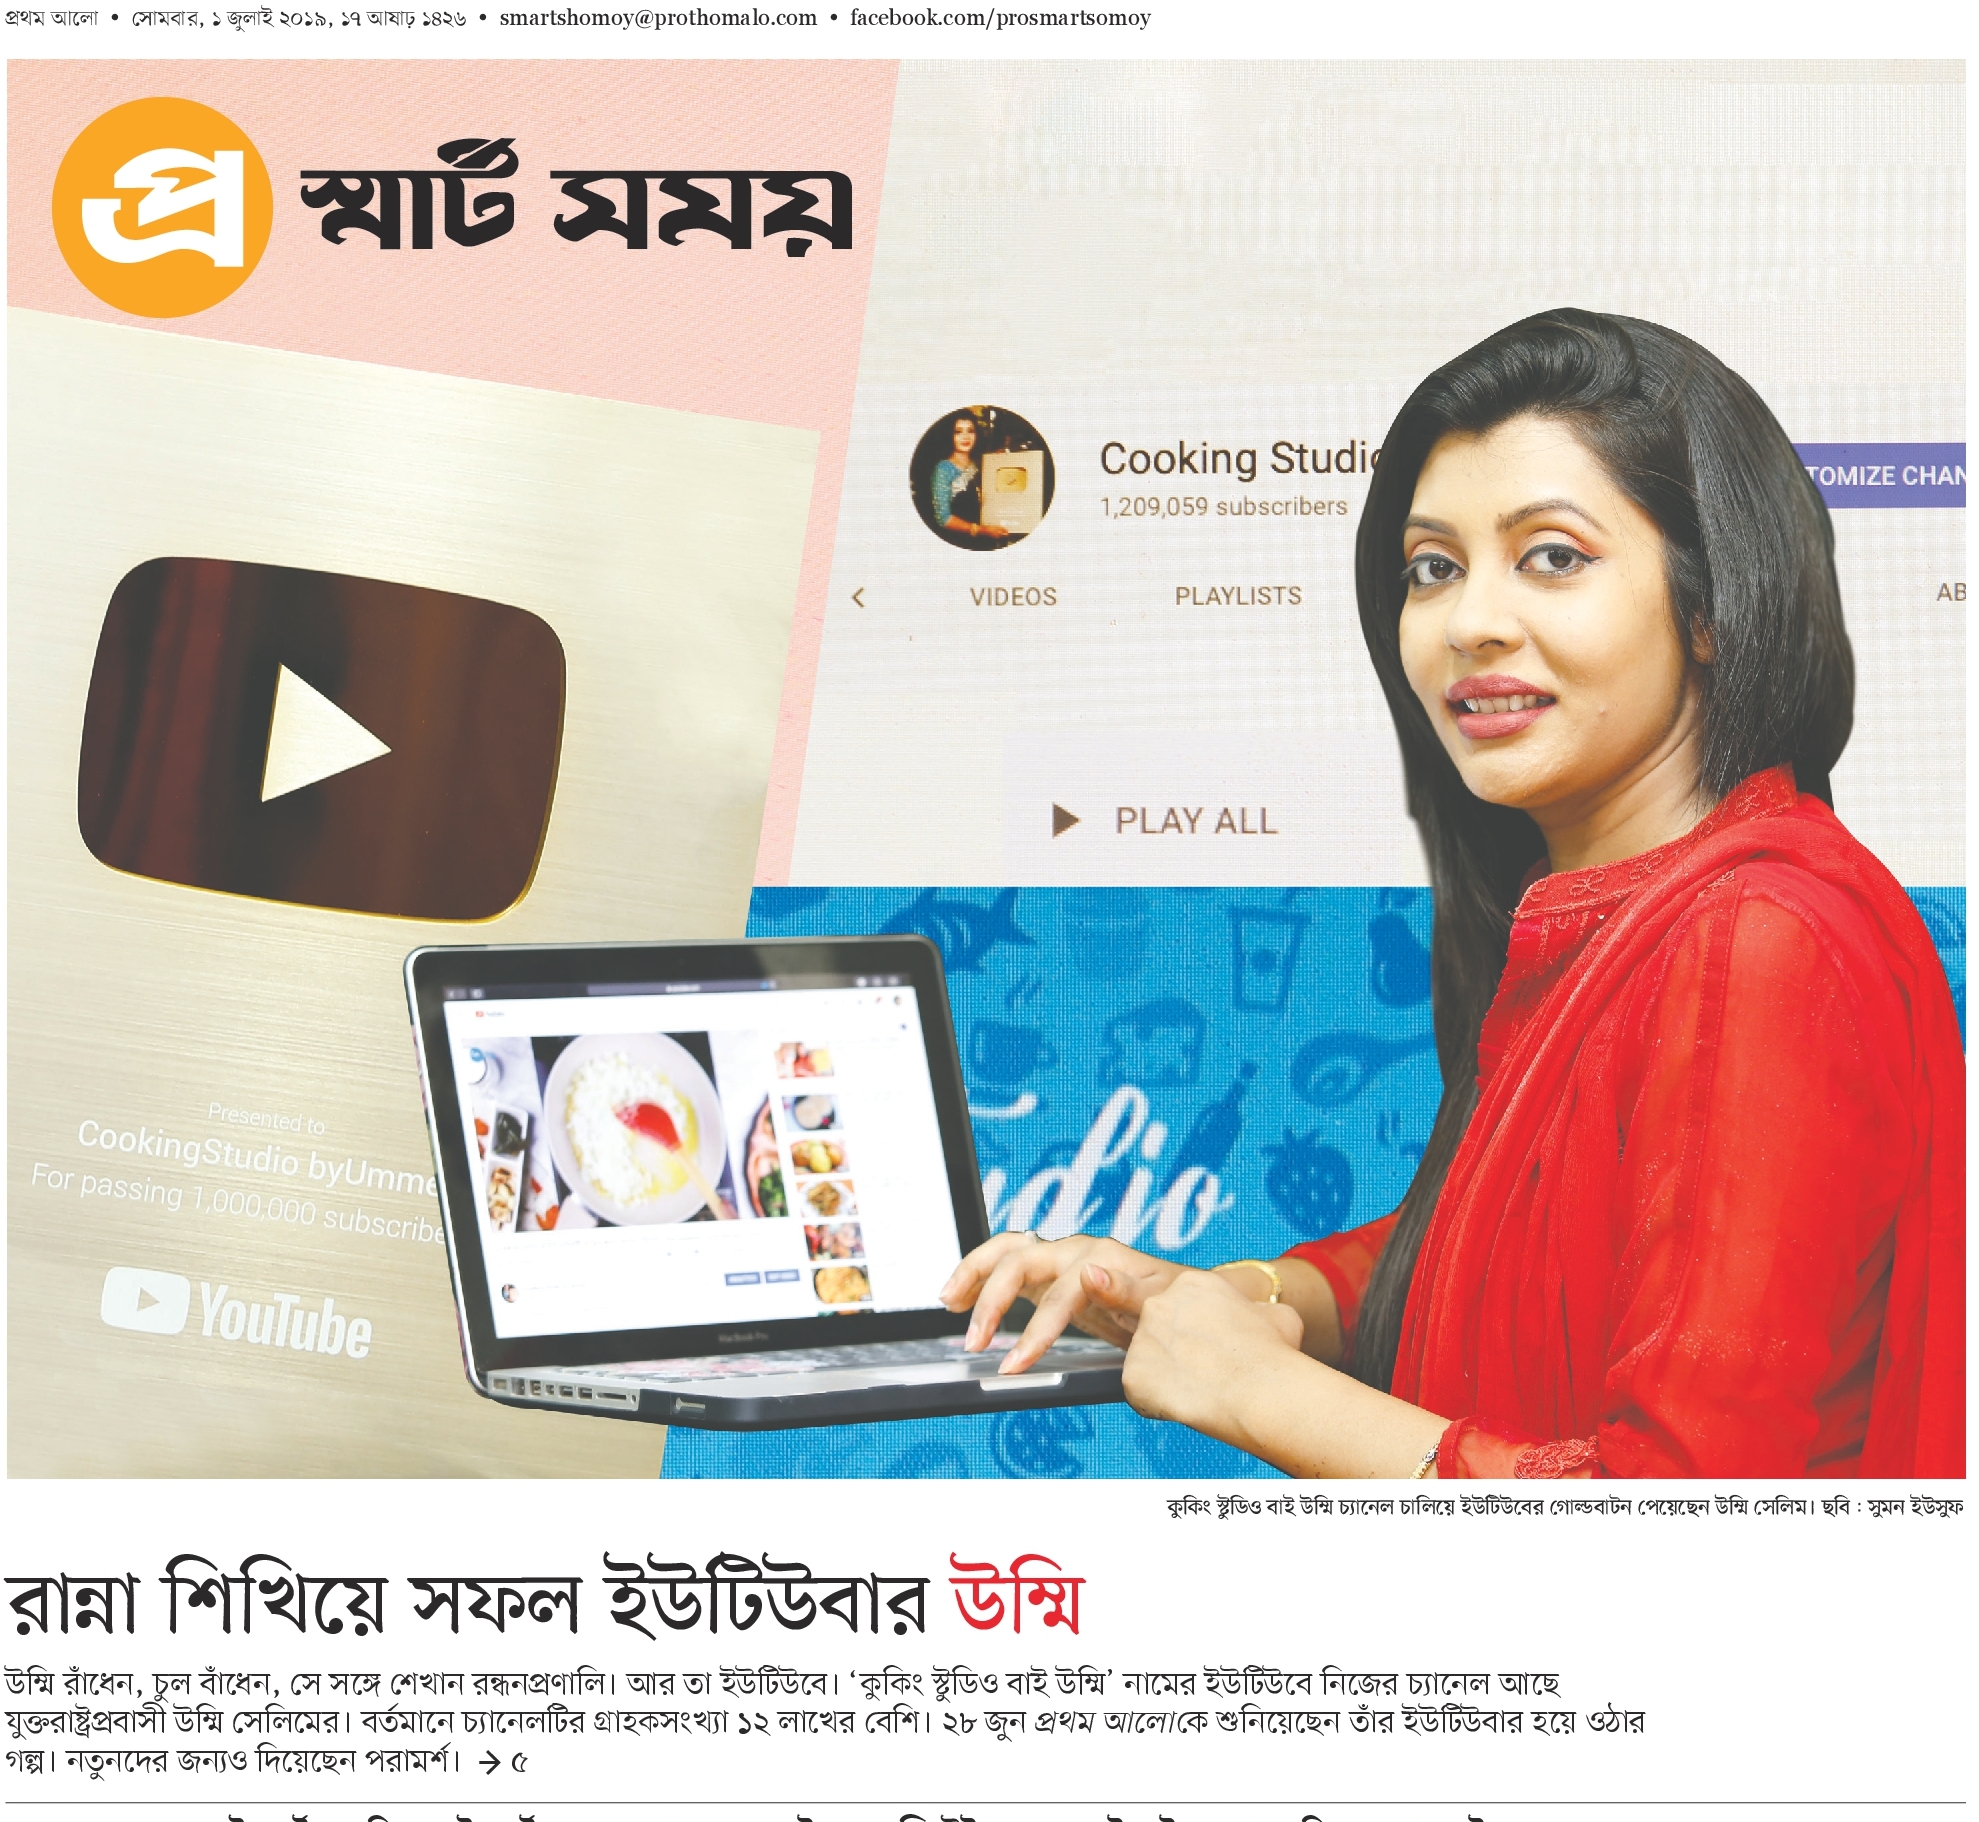 প্রথম আলো • সোমবার, ১ জুলাই ২০১৯, ১৭ আষাঢ় ১৪২৬ • smartshomoy@prothomalo.com • facebook.com/prosmartsomoy
প্র স্মার্ট সময়
Cooking Studio
1,209,059 subscribers
TOMIZE CHAN
VIDEOS PLAYLISTS AB
PLAY ALL
Presented to
CookingStudio byUmme
For passing 1,000,000 subscribe
YouTube
udio
MacBook Pro
কুকিং স্টুডিও বাই উম্মি চ্যানেল চালিয়ে ইউটিউবের গোল্ডবাটন পেয়েছেন উম্মি সেলিম। ছবি : সুমন ইউসুফ
রান্না শিখিয়ে সফল ইউটিউবার উম্মি
উম্মি রাঁধেন, চুল বাঁধেন, সে সঙ্গে শেখান রন্ধনপ্রণালি। আর তা ইউটিউবে। ‘কুকিং স্টুডিও বাই উম্মি’ নামের ইউটিউবে নিজের চ্যানেল আছে
যুক্তরাষ্ট্রপ্রবাসী উম্মি সেলিমের। বর্তমানে চ্যানেলটির গ্রাহকসংখ্যা ১২ লাখের বেশি। ২৮ জুন প্রথম আলোকে শুনিয়েছেন তাঁর ইউটিউবার হয়ে ওঠার
গল্প। নতুনদের জন্যও দিয়েছেন পরামর্শ। → ৫